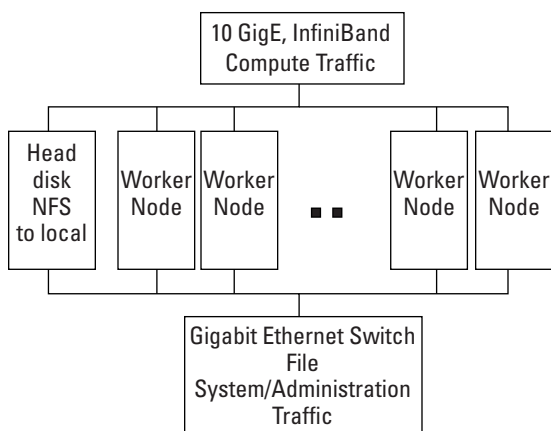 10 GigE, InfiniBand
Compute Traffic
Head
disk
NFS
to local
Worker
Node
Worker
Node
Worker
Node
Worker
Node
Gigabit Ethernet Switch
File
System/Administration
Traffic